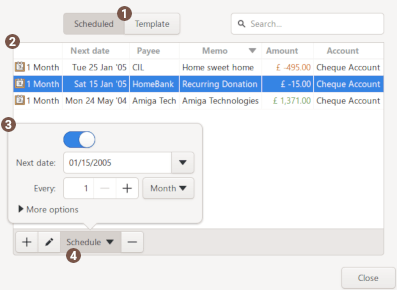 1
Scheduled Template Search...
2
Next date Payee Memo Amount Account
1 Month Tue 25 Jan '05 CIL Home sweet home £ -495.00 Cheque Account
1 Month Sat 15 Jan '05 HomeBank Recurring Donation £ -15.00 Cheque Account
1 Month Mon 24 May '04 Amiga Tech Amiga Technologies £ 1,371.00 Cheque Account
3
Next date: 01/15/2005
Every: 1 — + Month
More options
+ Schedule —
4
Close